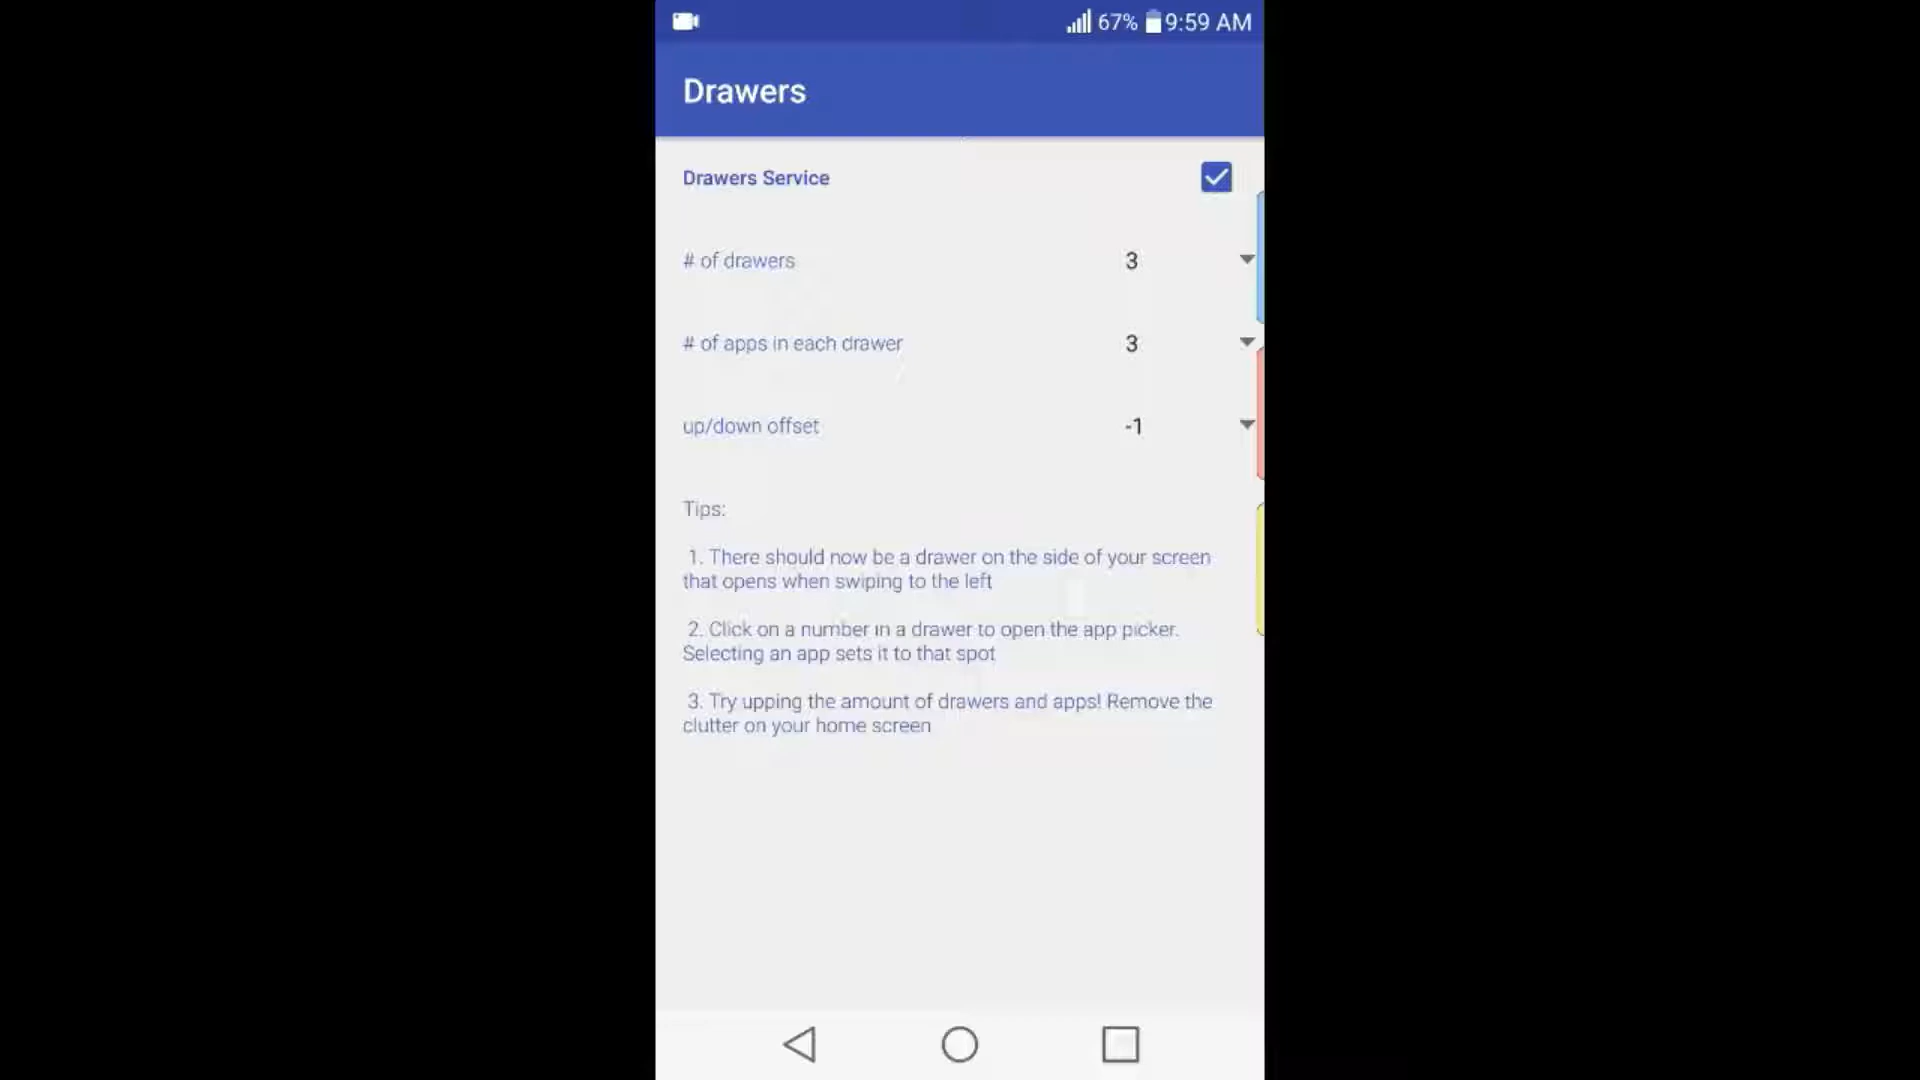 67% 9:59 AM
Drawers
Drawers Service
# of drawers 3
# of apps in each drawer 3
up/down offset -1
Tips:
1. There should now be a drawer on the side of your screen
that opens when swiping to the left
2. Click on a number in a drawer to open the app picker.
Selecting an app sets it to that spot
3. Try upping the amount of drawers and apps! Remove the
clutter on your home screen